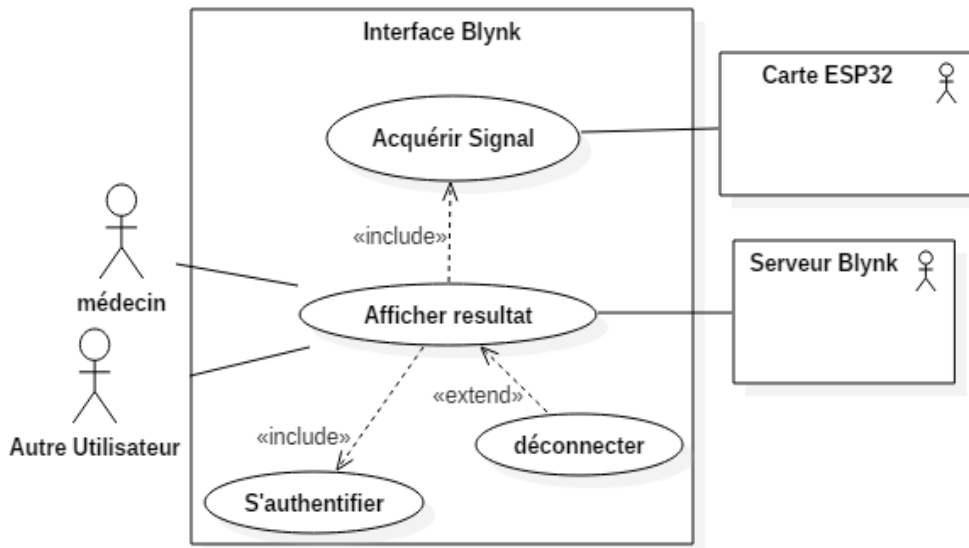 Interface Blynk
Carte ESP32
Acquérir Signal
«include»
médecin
Serveur Blynk
Afficher resultat
Autre Utilisateur
«extend»
«include»
déconnecter
S'authentifier